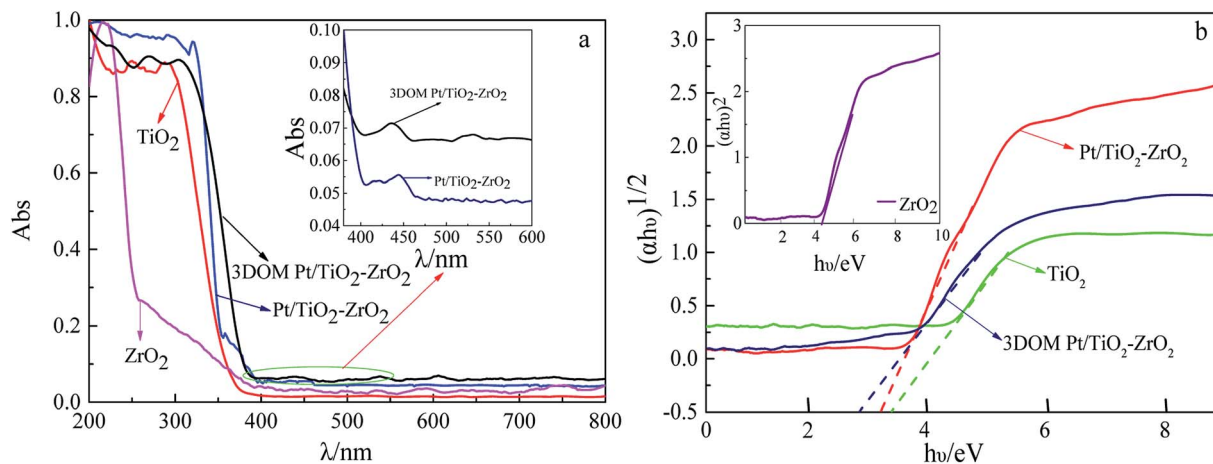 a
1.0
0.8
0.6
0.4
0.2
0.0
Abs
200
300
400
500
600
700
800
λ/nm
TiO2
ZrO2
3DOM Pt/TiO2-ZrO2
Pt/TiO2-ZrO2
0.10
0.09
0.08
0.07
0.06
0.05
0.04
Abs
400
450
500
550
600
λ/nm
3DOM Pt/TiO2-ZrO2
Pt/TiO2-ZrO2
b
3.0
2.5
2.0
1.5
1.0
0.5
0.0
-0.5
(αhυ)1/2
0
2
4
6
8
hυ/eV
Pt/TiO2-ZrO2
TiO2
3DOM Pt/TiO2-ZrO2
3
2
1
0
(αhυ)2
2
4
6
8
10
hυ/eV
ZrO2